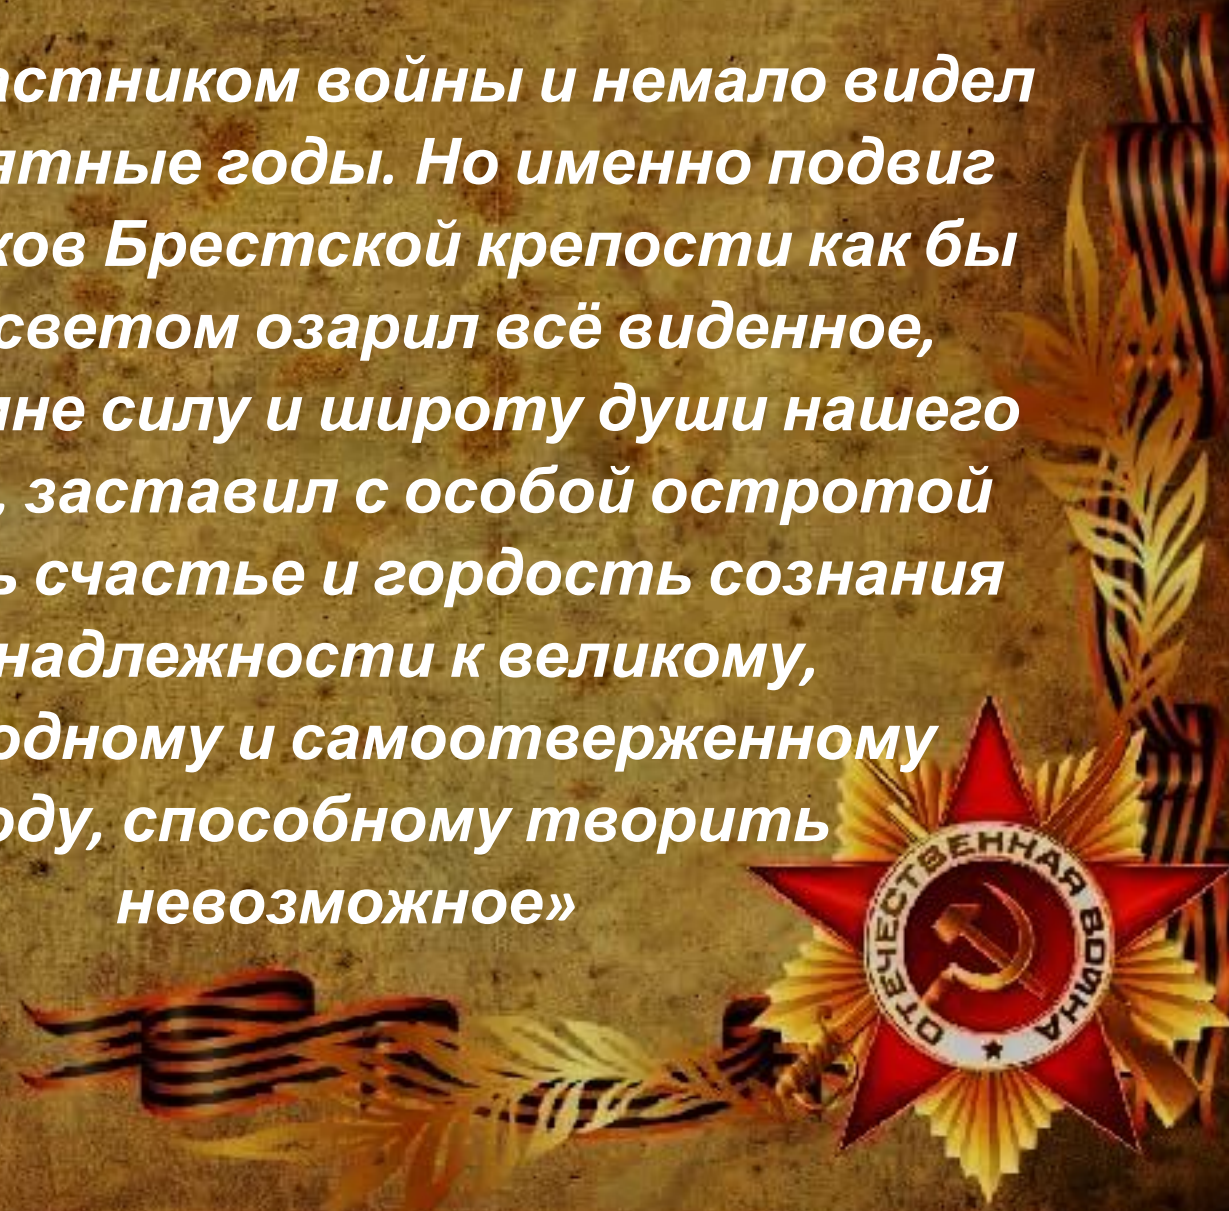 астником войны и немало видел
ятные годы. Но именно подвиг
ков Брестской крепости как бы
светом озарил всё виденное,
не силу и широту души нашего
, заставил с особой остротой
ь счастье и гордость сознания
надлежности к великому,
одному и самоотверженному
оду, способному творить
невозможное»
ОТЕЧЕСТВЕННАЯ ВОЙНА